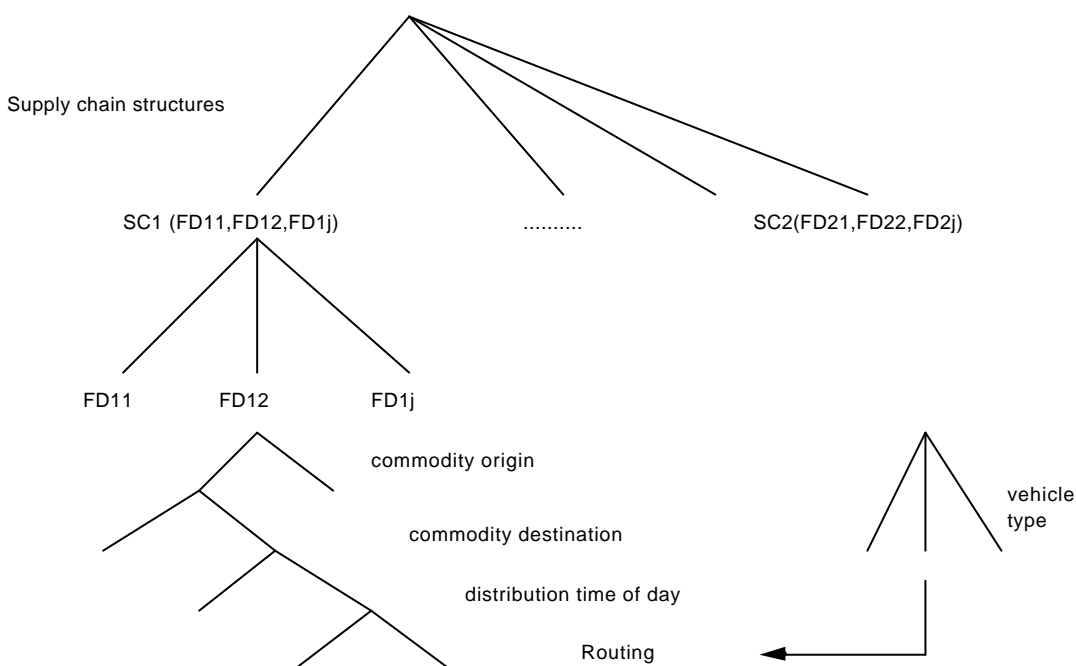 Supply chain structures
SC1 (FD11,FD12,FD1j)
..........
SC2(FD21,FD22,FD2j)
FD11
FD12
FD1j
commodity origin
vehicle
type
commodity destination
distribution time of day
Routing